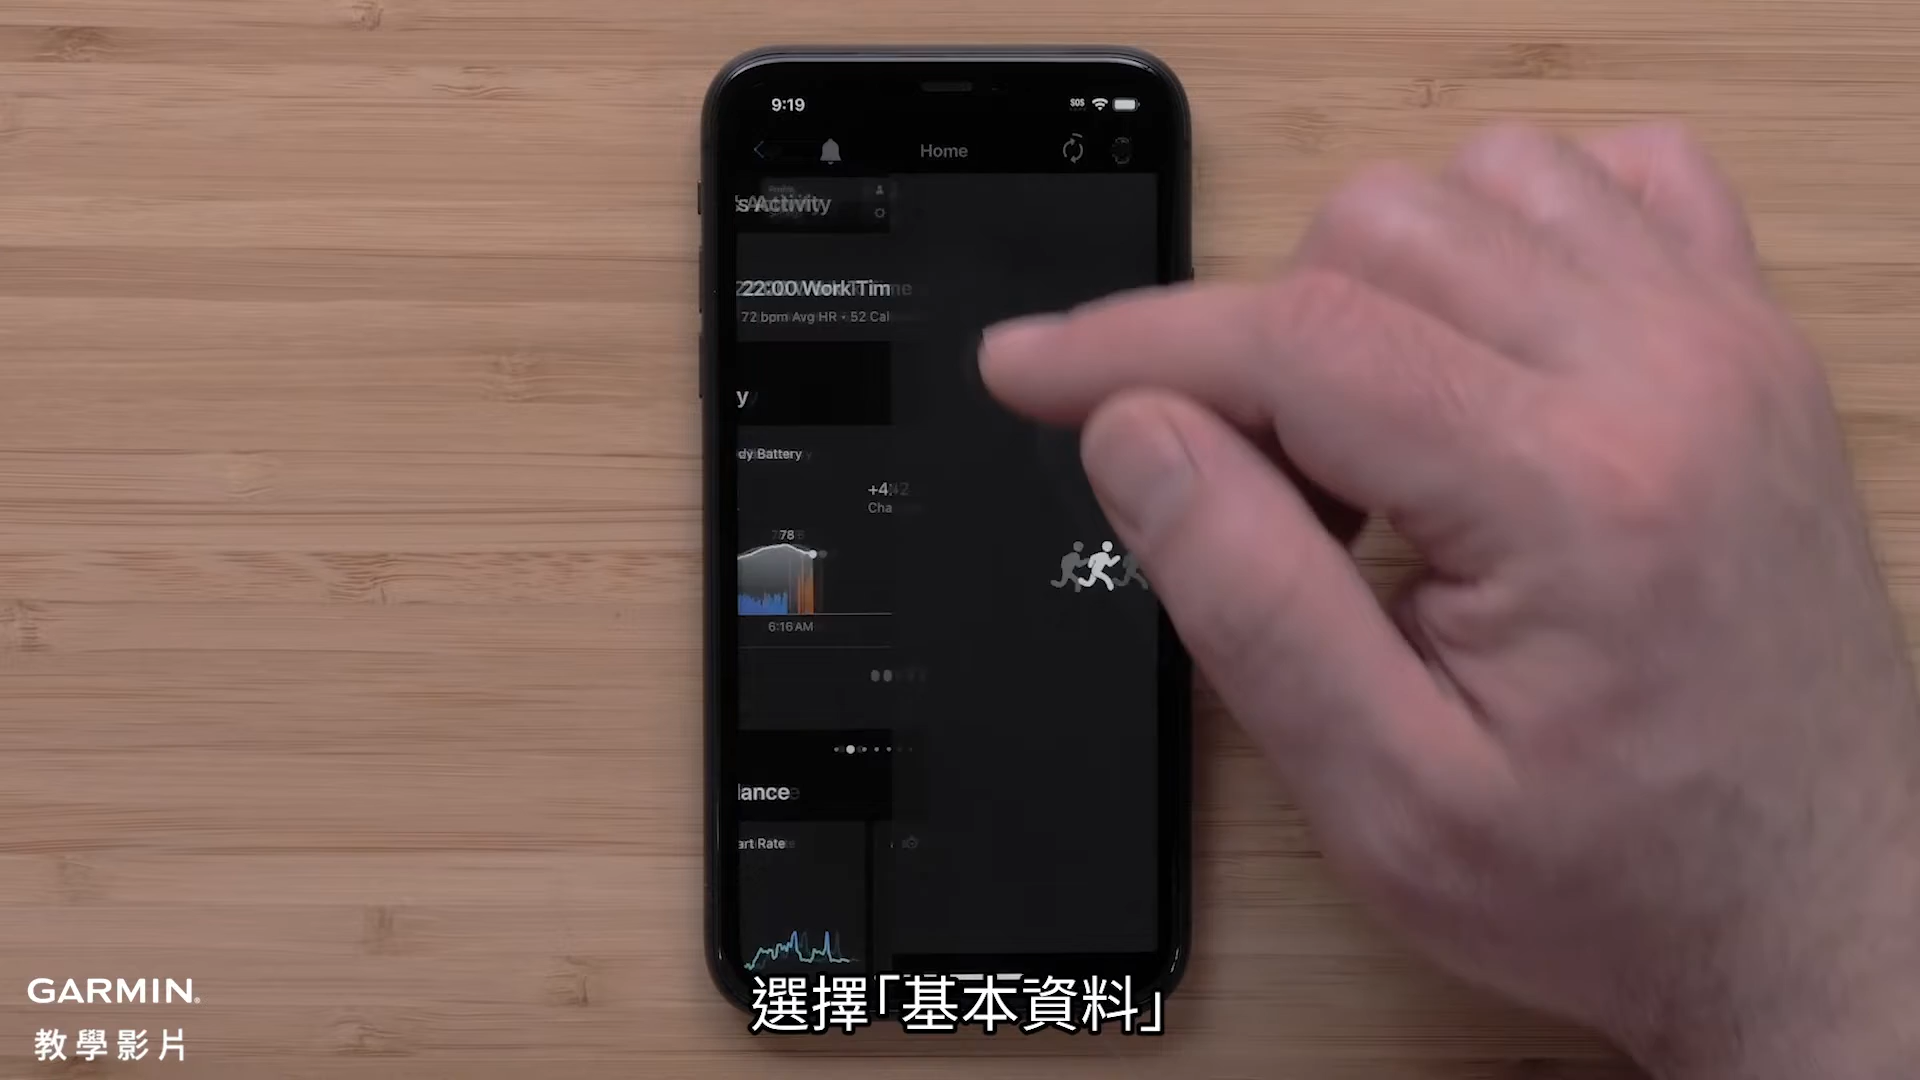 9:19
SOS
Home
Profile
's Activity
22:00 Work Time
72 bpm Avg HR • 52 Cal
y
dy Battery
Cha
78
6:16 AM
lance
art Rate
選擇「基本資料」
GARMIN®
教學影片